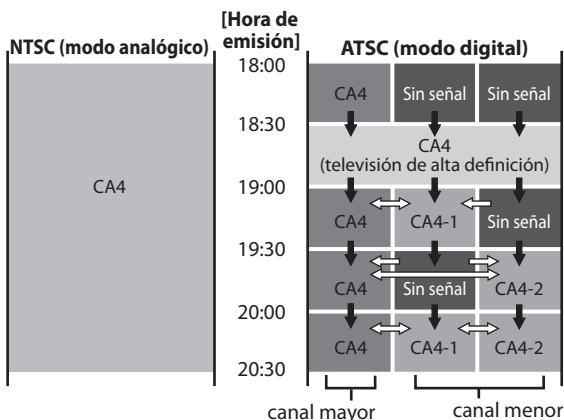 [Hora de
emisión]
NTSC (modo analógico)
ATSC (modo digital)
18:00
CA4 Sin señal Sin señal
18:30
CA4
(televisión de alta definición)
19:00
CA4
CA4 CA4-1 Sin señal
19:30
CA4 Sin señal CA4-2
20:00
CA4 CA4-1 CA4-2
20:30
canal mayor canal menor